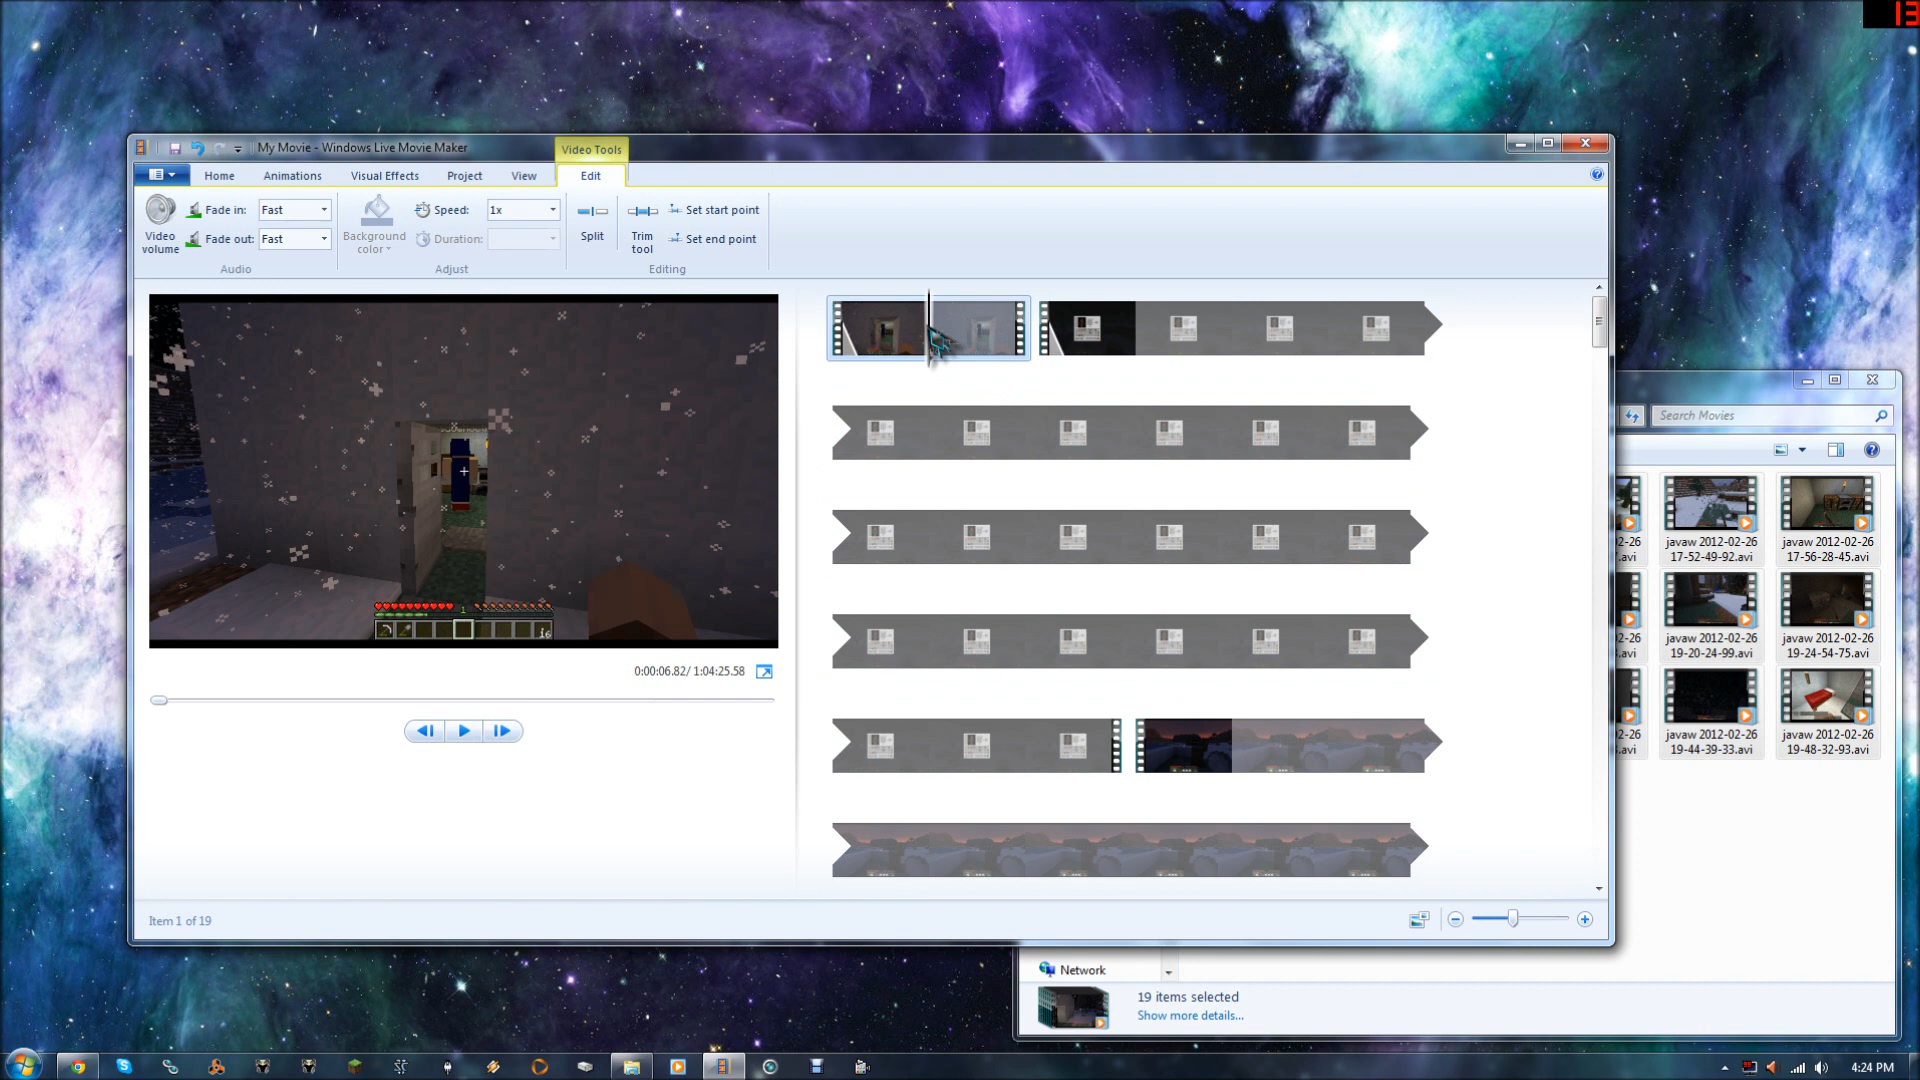 13
My Movie - Windows Live Movie Maker
Video Tools
Home
Animations
Visual Effects
Project
View
Edit
Video volume
Fade in:
Fast
Fade out:
Fast
Audio
Background color
Speed:
1x
Duration:
Adjust
Split
Trim tool
Set start point
Set end point
Editing
1
16
0:00:06.82/ 1:04:25.58
Item 1 of 19
Search Movies
javaw 2012-02-26
17-52-49-92.avi
javaw 2012-02-26
17-56-28-45.avi
javaw 2012-02-26
19-20-24-99.avi
javaw 2012-02-26
19-24-54-75.avi
javaw 2012-02-26
19-44-39-33.avi
javaw 2012-02-26
19-48-32-93.avi
Network
19 items selected
Show more details...
4:24 PM